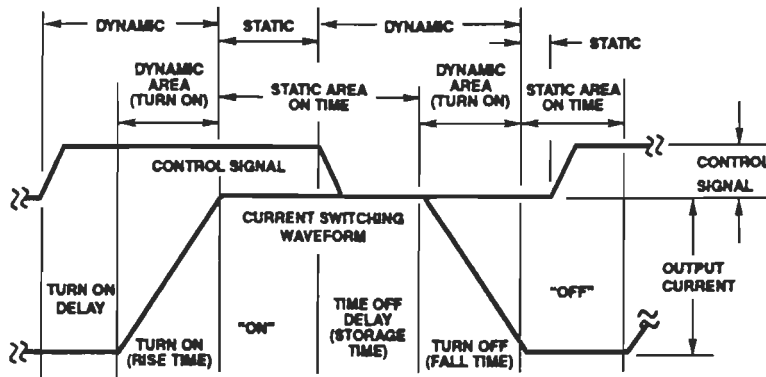 DYNAMIC
STATIC
DYNAMIC
STATIC
DYNAMIC
AREA
(TURN ON)
STATIC AREA
ON TIME
DYNAMIC
AREA
(TURN ON)
STATIC AREA
ON TIME
CONTROL SIGNAL
CONTROL
SIGNAL
CURRENT SWITCHING
WAVEFORM
TURN ON
DELAY
TURN ON
(RISE TIME)
"ON"
TIME OFF
DELAY
(STORAGE
TIME)
TURN OFF
(FALL TIME)
"OFF"
OUTPUT
CURRENT